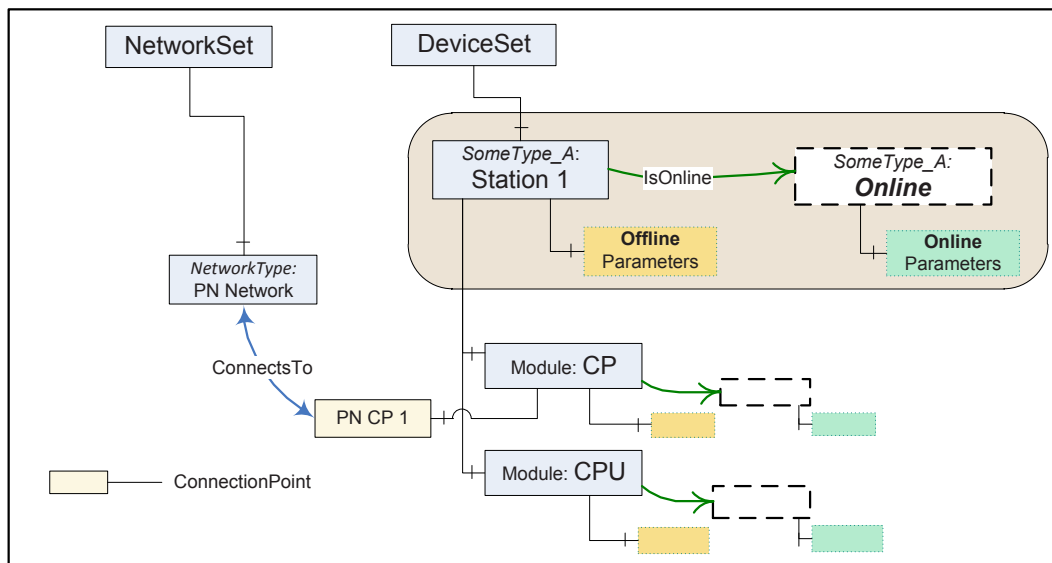 NetworkSet
DeviceSet
SomeType_A:
Station 1
IsOnline
SomeType_A:
Online
Offline
Parameters
Online
Parameters
NetworkType:
PN Network
ConnectsTo
Module: CP
PN CP 1
Module: CPU
ConnectionPoint